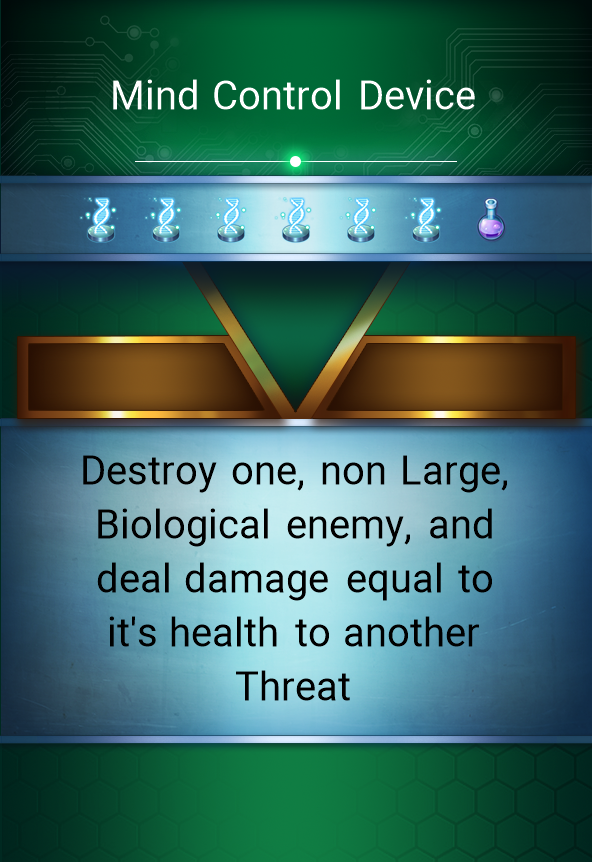 Mind Control Device
Destroy one, non Large,
Biological enemy, and
deal damage equal to
it's health to another
Threat